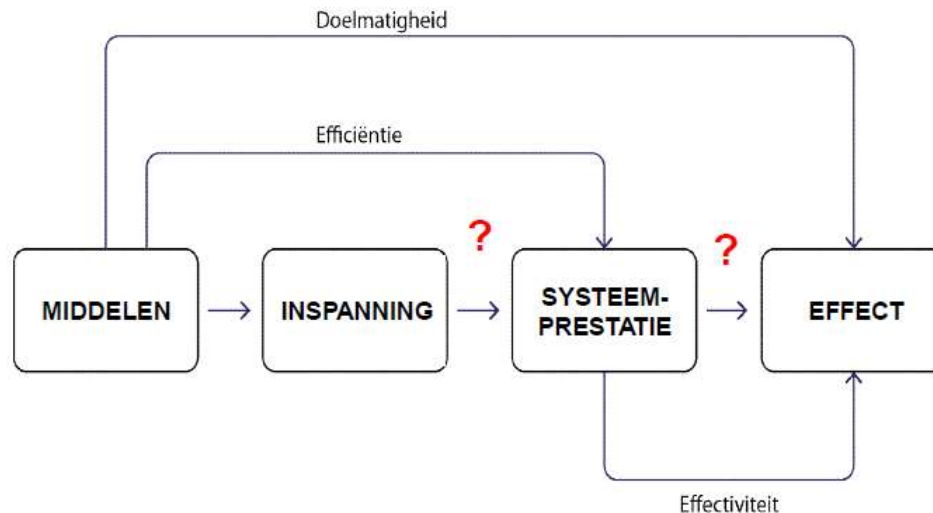 Doelmatigheid
Efficiëntie
?
?
MIDDELEN
INSPANNING
SYSTEEM-
PRESTATIE
EFFECT
Effectiviteit